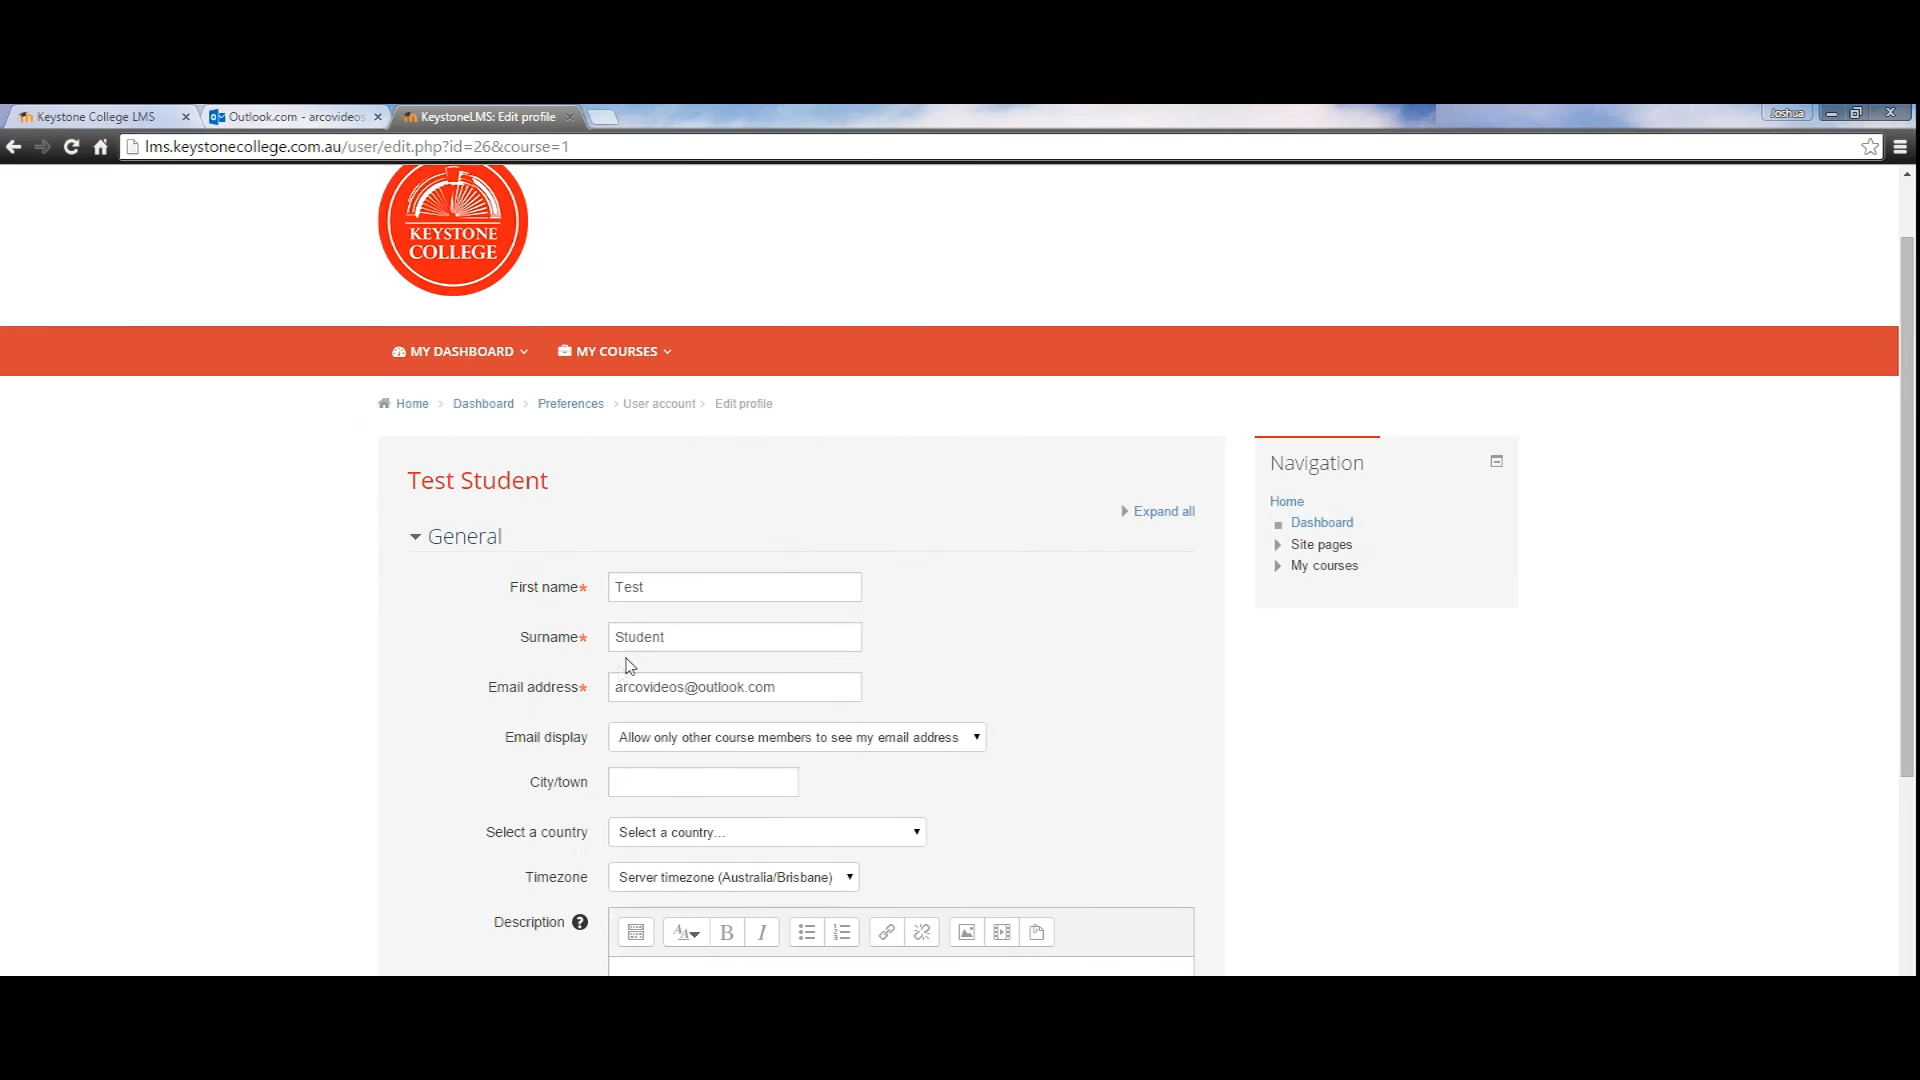 Keystone College LMS
Outlook.com - arcovideos
KeystoneLMS: Edit profile
Joshua
lms.keystonecollege.com.au/user/edit.php?id=26&course=1
KEYSTONE
COLLEGE
MY DASHBOARD
MY COURSES
Home
Dashboard
Preferences
User account
Edit profile
Test Student
Expand all
General
First name*
Test
Surname*
Student
Email address*
arcovideos@outlook.com
Email display
Allow only other course members to see my email address
City/town
Select a country
Select a country...
Timezone
Server timezone (Australia/Brisbane)
Description
Navigation
Home
Dashboard
Site pages
My courses